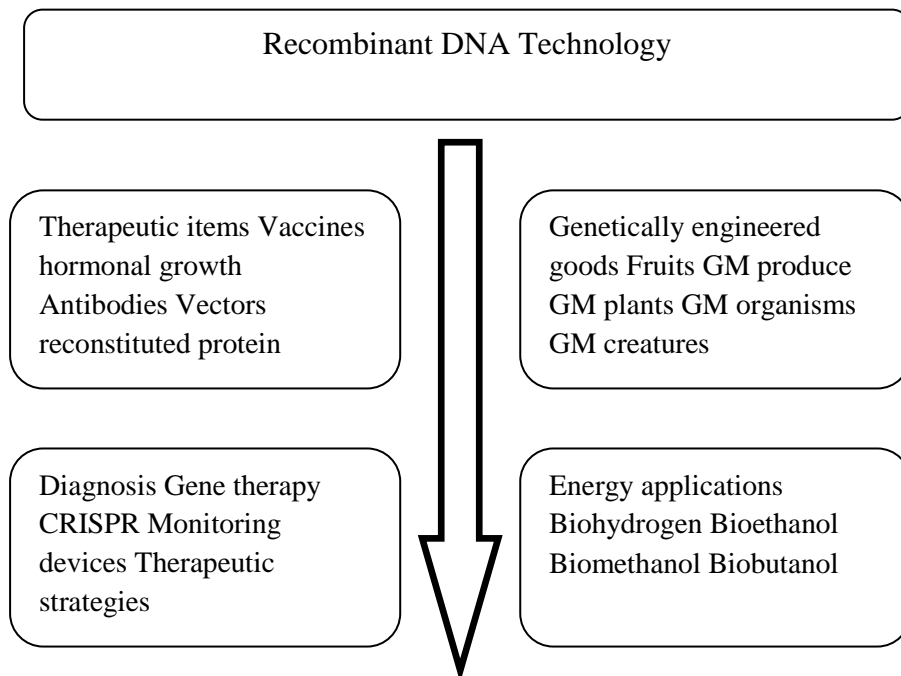 Recombinant DNA Technology
Therapeutic items Vaccines
hormonal growth
Antibodies Vectors
reconstituted protein
Genetically engineered
goods Fruits GM produce
GM plants GM organisms
GM creatures
Diagnosis Gene therapy
CRISPR Monitoring
devices Therapeutic
strategies
Energy applications
Biohydrogen Bioethanol
Biomethanol Biobutanol